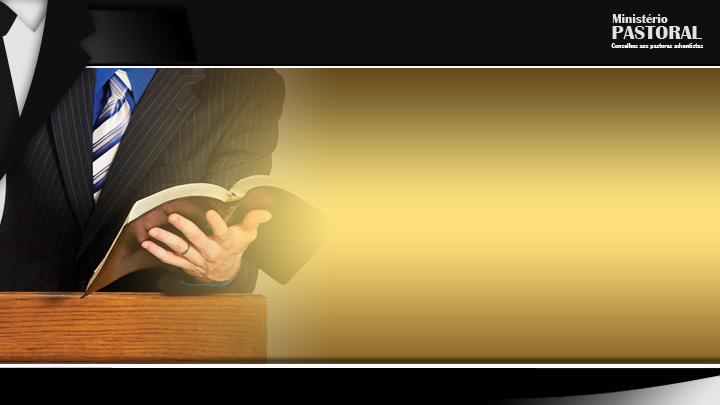 Ministério
PASTORAL
Conselhos aos pastores adventistas